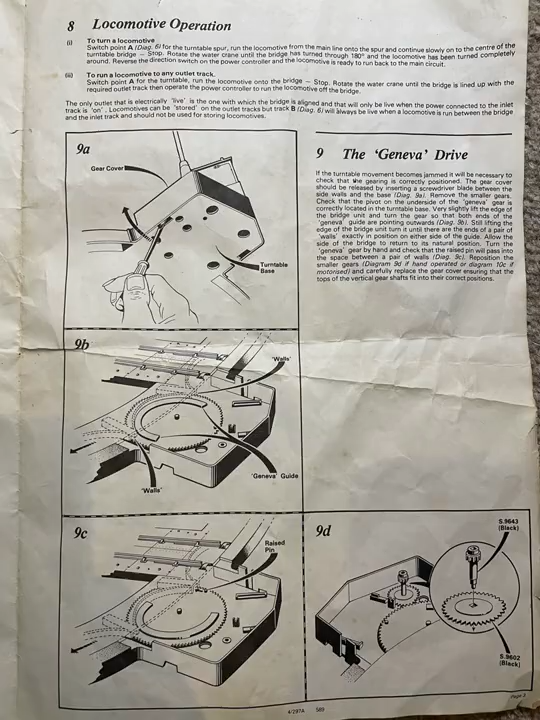 8 Locomotive Operation
(i) To turn a locomotive
Switch point A (Diag. 6) for the turntable spur, run the locomotive from the main line onto the spur and continue slowly on to the centre of the
turntable bridge — Stop. Rotate the water crane until the bridge has turned through 180° and the locomotive has been turned completely
around. Reverse the direction switch on the power controller and the locomotive is ready to run back to the main circuit.
(ii) To run a locomotive to any outlet track.
Switch point A for the turntable, run the locomotive onto the bridge — Stop. Rotate the water crane until the bridge is lined up with the
required outlet then operate the power controller to run the locomotive off the bridge.
The only outlet that is electrically 'live' is the one with which the bridge is aligned and that will only be live when the power connected to the inlet
track is 'on'. Locomotives can be 'stored' on the outlet tracks but track B (Diag. 6) will always be live when a locomotive is run between the bridge
and the inlet track and should not be used for storing locomotives.
9a
Gear Cover
Turntable
Base
9 The 'Geneva' Drive
If the turntable movement becomes jammed it will be necessary to
check that the gearing is correctly positioned. The gear cover
should be released by inserting a screwdriver blade between the
side walls and the base (Diag. 9a). Remove the smaller gears.
Check that the pivot on the underside of the 'geneva' gear is
correctly located in the turntable base. Very slightly lift the edge of
the bridge unit and turn the gear so that both ends of the
'geneva' guide are pointing outwards (Diag. 9b). Still lifting the
edge of the bridge unit turn it until there are the ends of a pair of
'walls' exactly in position on either side of the guide. Allow the
side of the bridge to return to its natural position. Turn the
'geneva' gear by hand and check that the raised pin will pass into
the space between a pair of walls (Diag. 9c). Reposition the
smaller gears (Diagram 9d if hand operated or diagram 10c if
motorised) and carefully replace the gear cover ensuring that the
tops of the vertical gear shafts fit into their correct positions.
9b
'Walls'
'Walls'
'Geneva' Guide
9c
Raised
Pin
9d
S.9643
(Black)
S.9602
(Black)
4/297A 589
Page 3